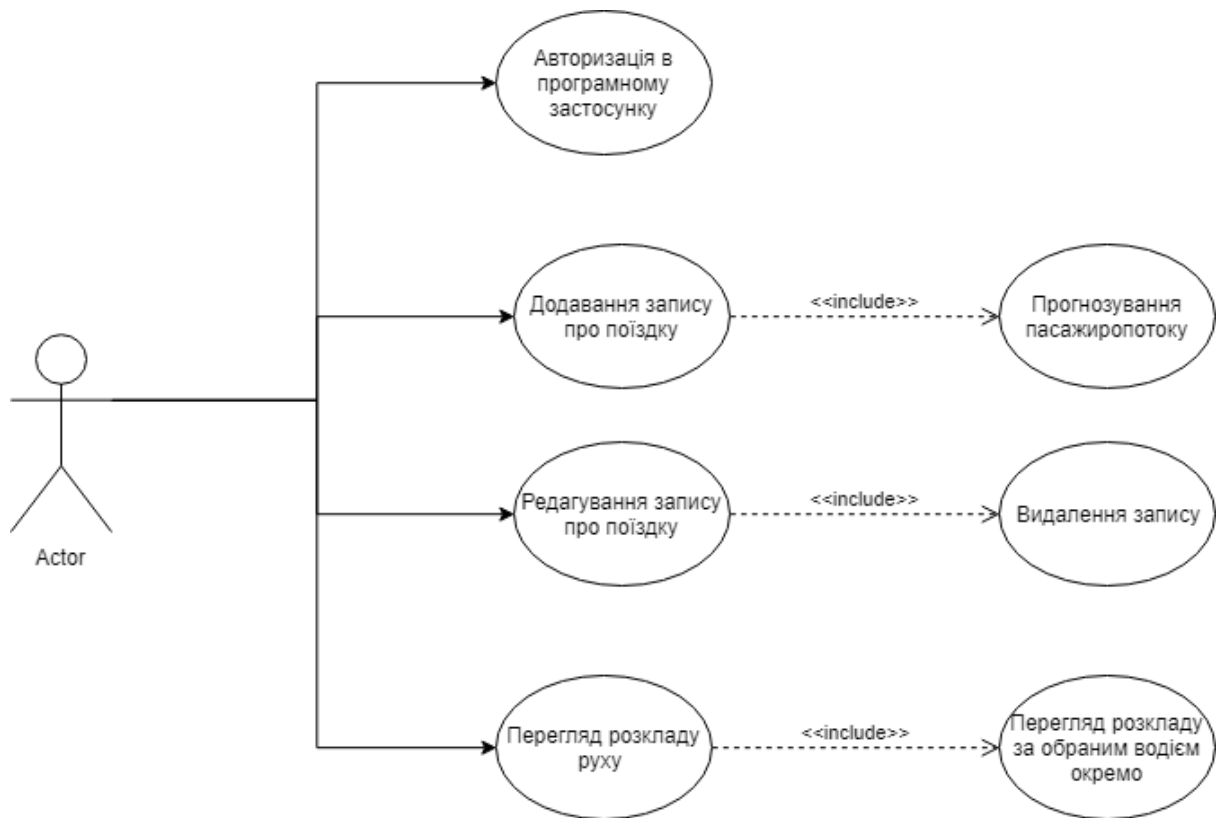 Авторизація в
програмному
застосунку
Додавання запису
про поїздку
<<include>>
Прогнозування
пасажиропотоку
Actor
Редагування запису
про поїздку
<<include>>
Видалення запису
Перегляд розкладу
руху
<<include>>
Перегляд розкладу
за обраним водієм
окремо